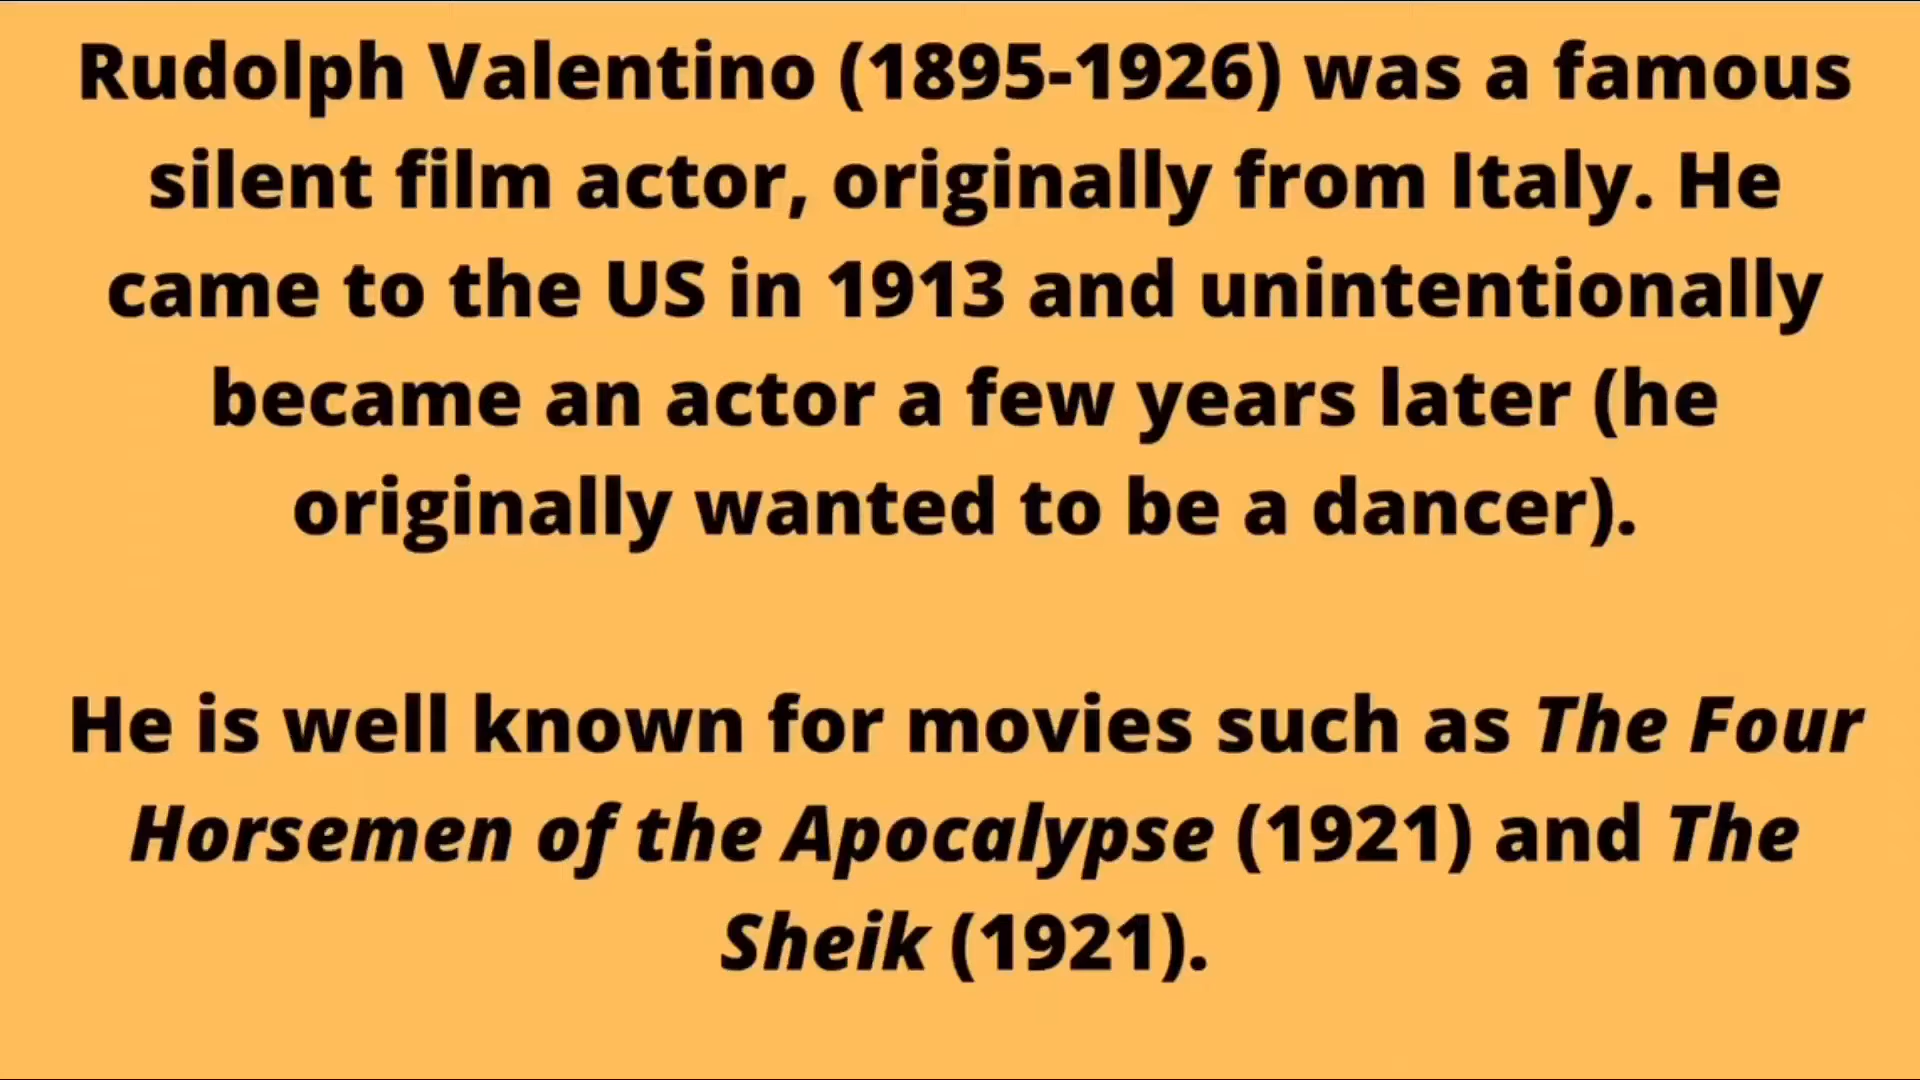 Rudolph Valentino (1895-1926) was a famous
silent film actor, originally from Italy. He
came to the US in 1913 and unintentionally
became an actor a few years later (he
originally wanted to be a dancer).
He is well known for movies such as The Four
Horsemen of the Apocalypse (1921) and The
Sheik (1921).